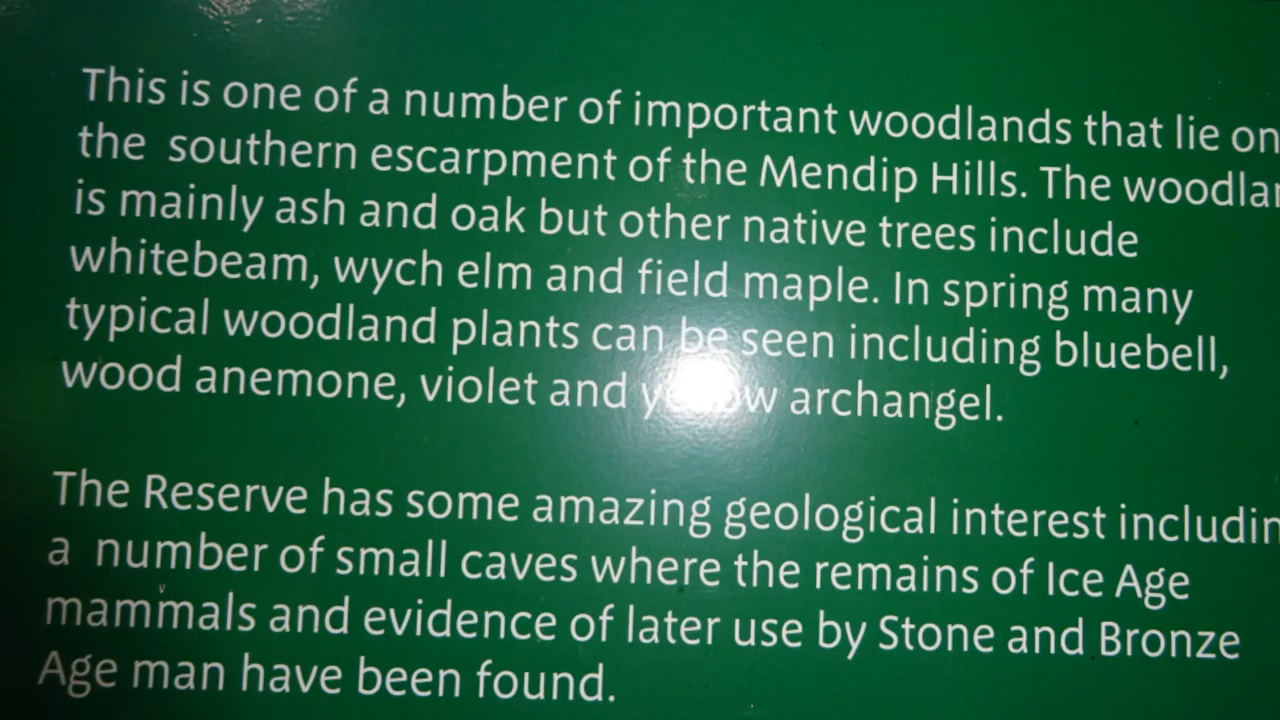 This is one of a number of important woodlands that lie on
the southern escarpment of the Mendip Hills. The
is mainly ash and oak but other native trees include
whitebeam, wych elm and field maple. In spring many
typical woodland plants can be seen including bluebell,
wood anemone, violet and yellow archangel.
The Reserve has some amazing geological interest
a number of small caves where the remains of Ice Age
mammals and evidence of later use by Stone and Bronze
Age man have been found.